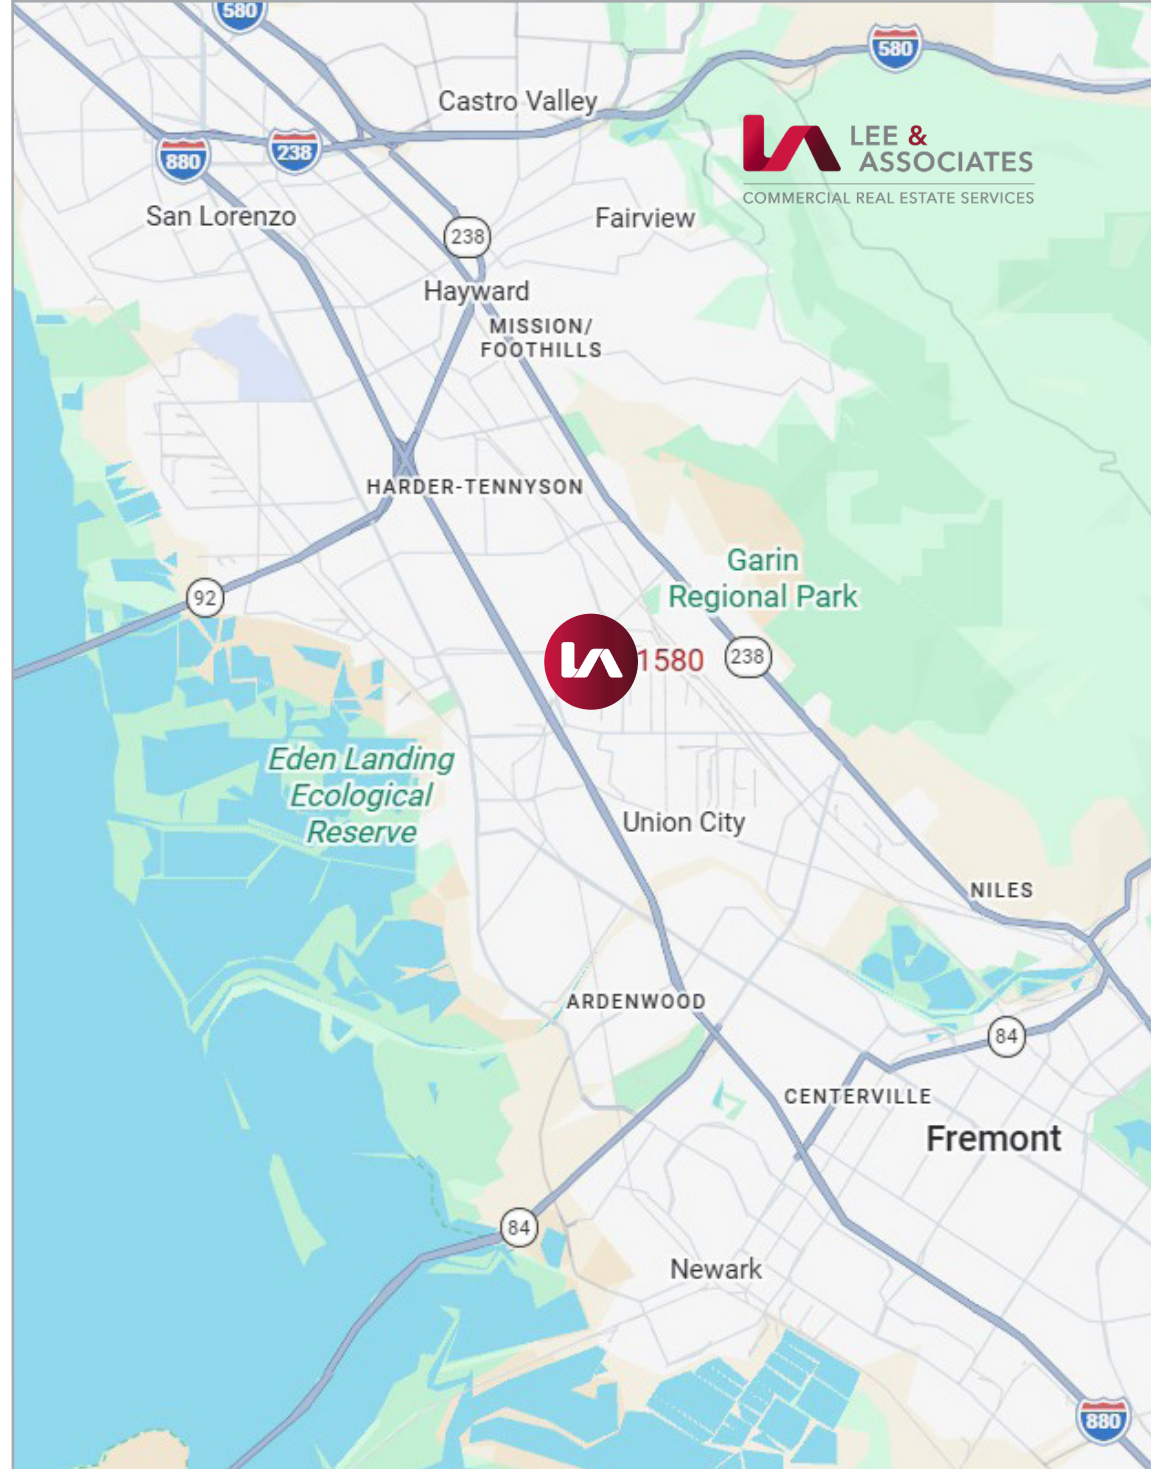 580
580
Castro Valley
LEE &
ASSOCIATES
COMMERCIAL REAL ESTATE SERVICES
880
238
San Lorenzo
Fairview
238
Hayward
MISSION/
FOOTHILLS
HARDER-TENNYSON
Garin
Regional Park
92
1580
238
Eden Landing
Ecological
Reserve
Union City
NILES
ARDENWOOD
84
CENTERVILLE
Fremont
84
Newark
880